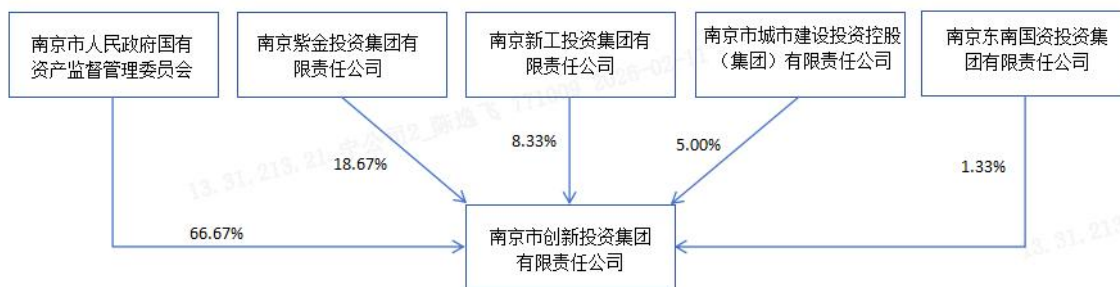 南京市人民政府国有
资产监督管理委员会
南京紫金投资集团有
限责任公司
南京新工投资集团有
限责任公司
南京市城市建设投资控股
（集团）有限责任公司
南京东南国资投资集
团有限责任公司
18.67%
8.33%
5.00%
1.33%
66.67%
南京市创新投资集团
有限责任公司